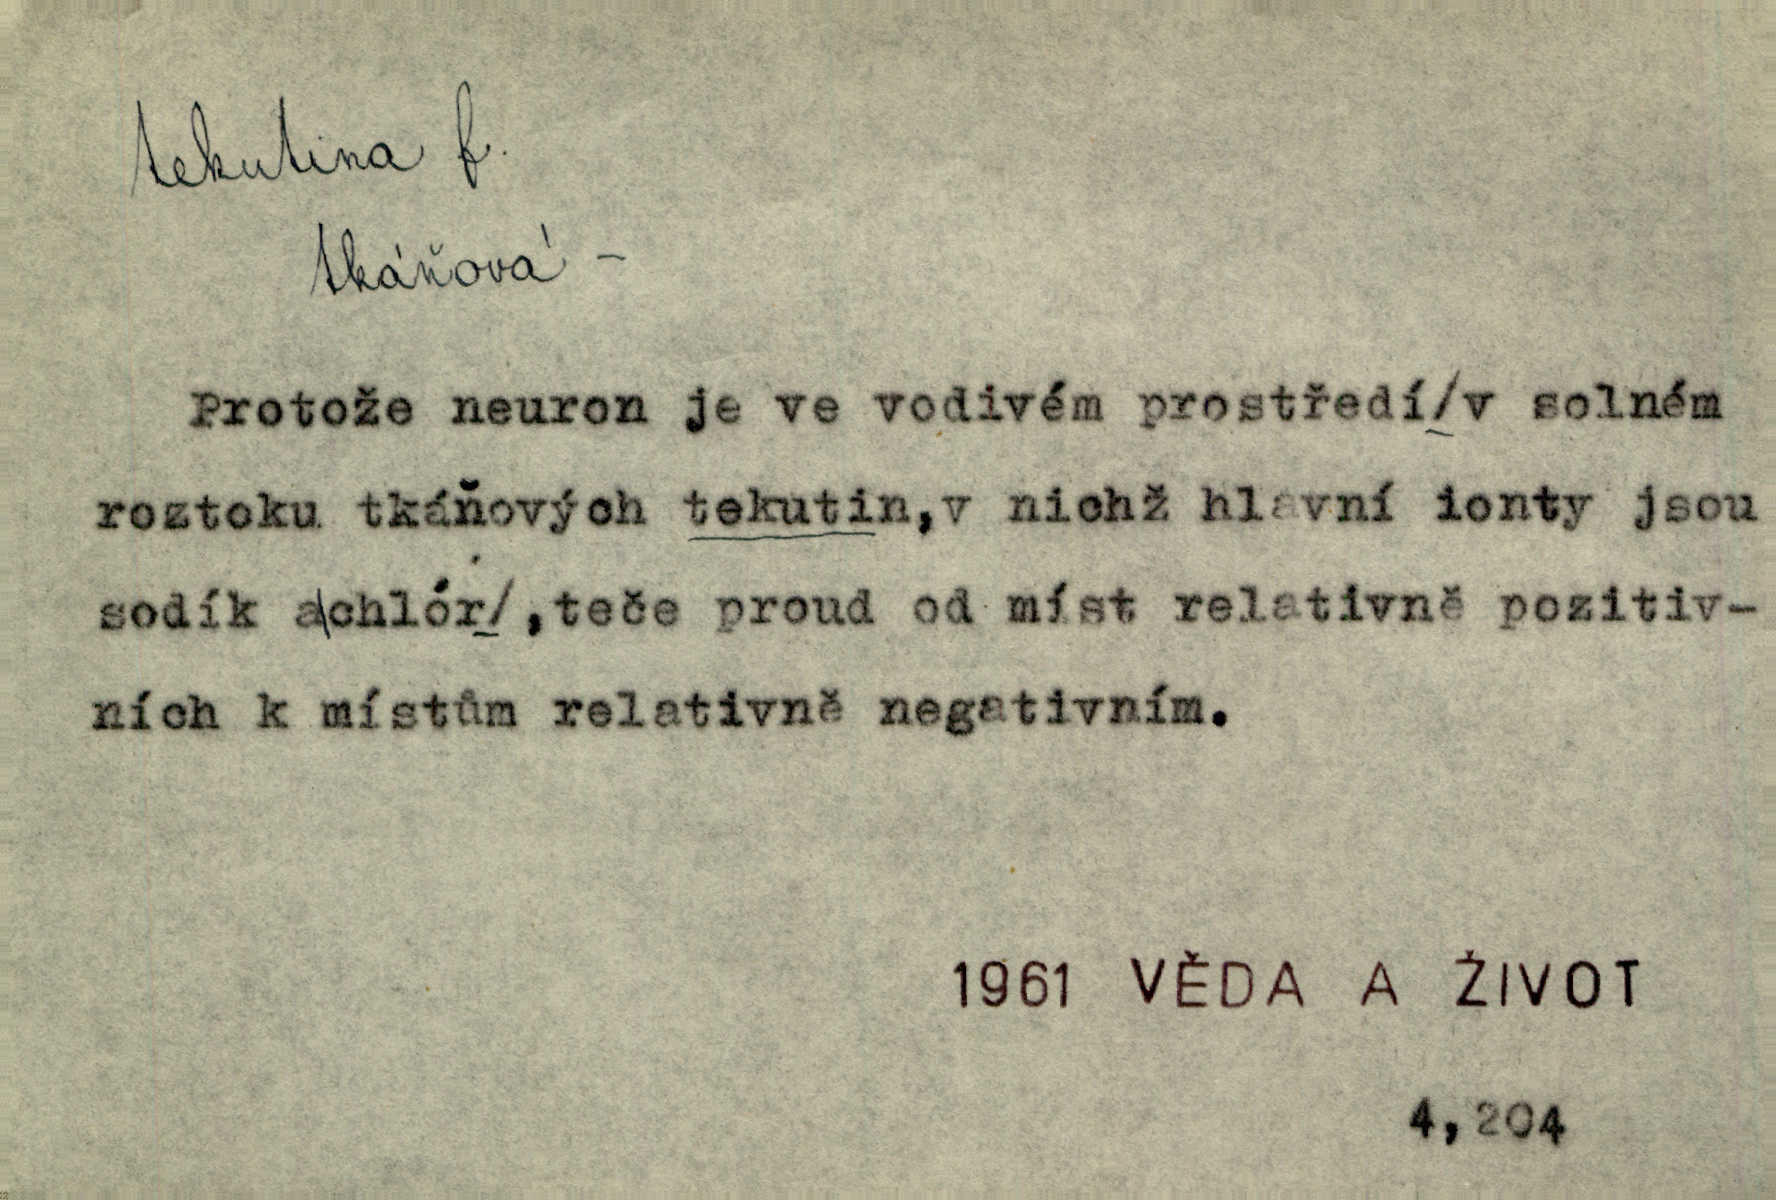 tekutina f.
tkáňová –
Protože neuron je ve vodivém prostředí/v solném
roztoku tkáňových tekutin,v nichž hlavní ionty jsou
sodík a|chlór/,teče proud od míst relativně pozitiv-
ních k místům relativně negativním.
1961 VĚDA A ŽIVOT
4,204